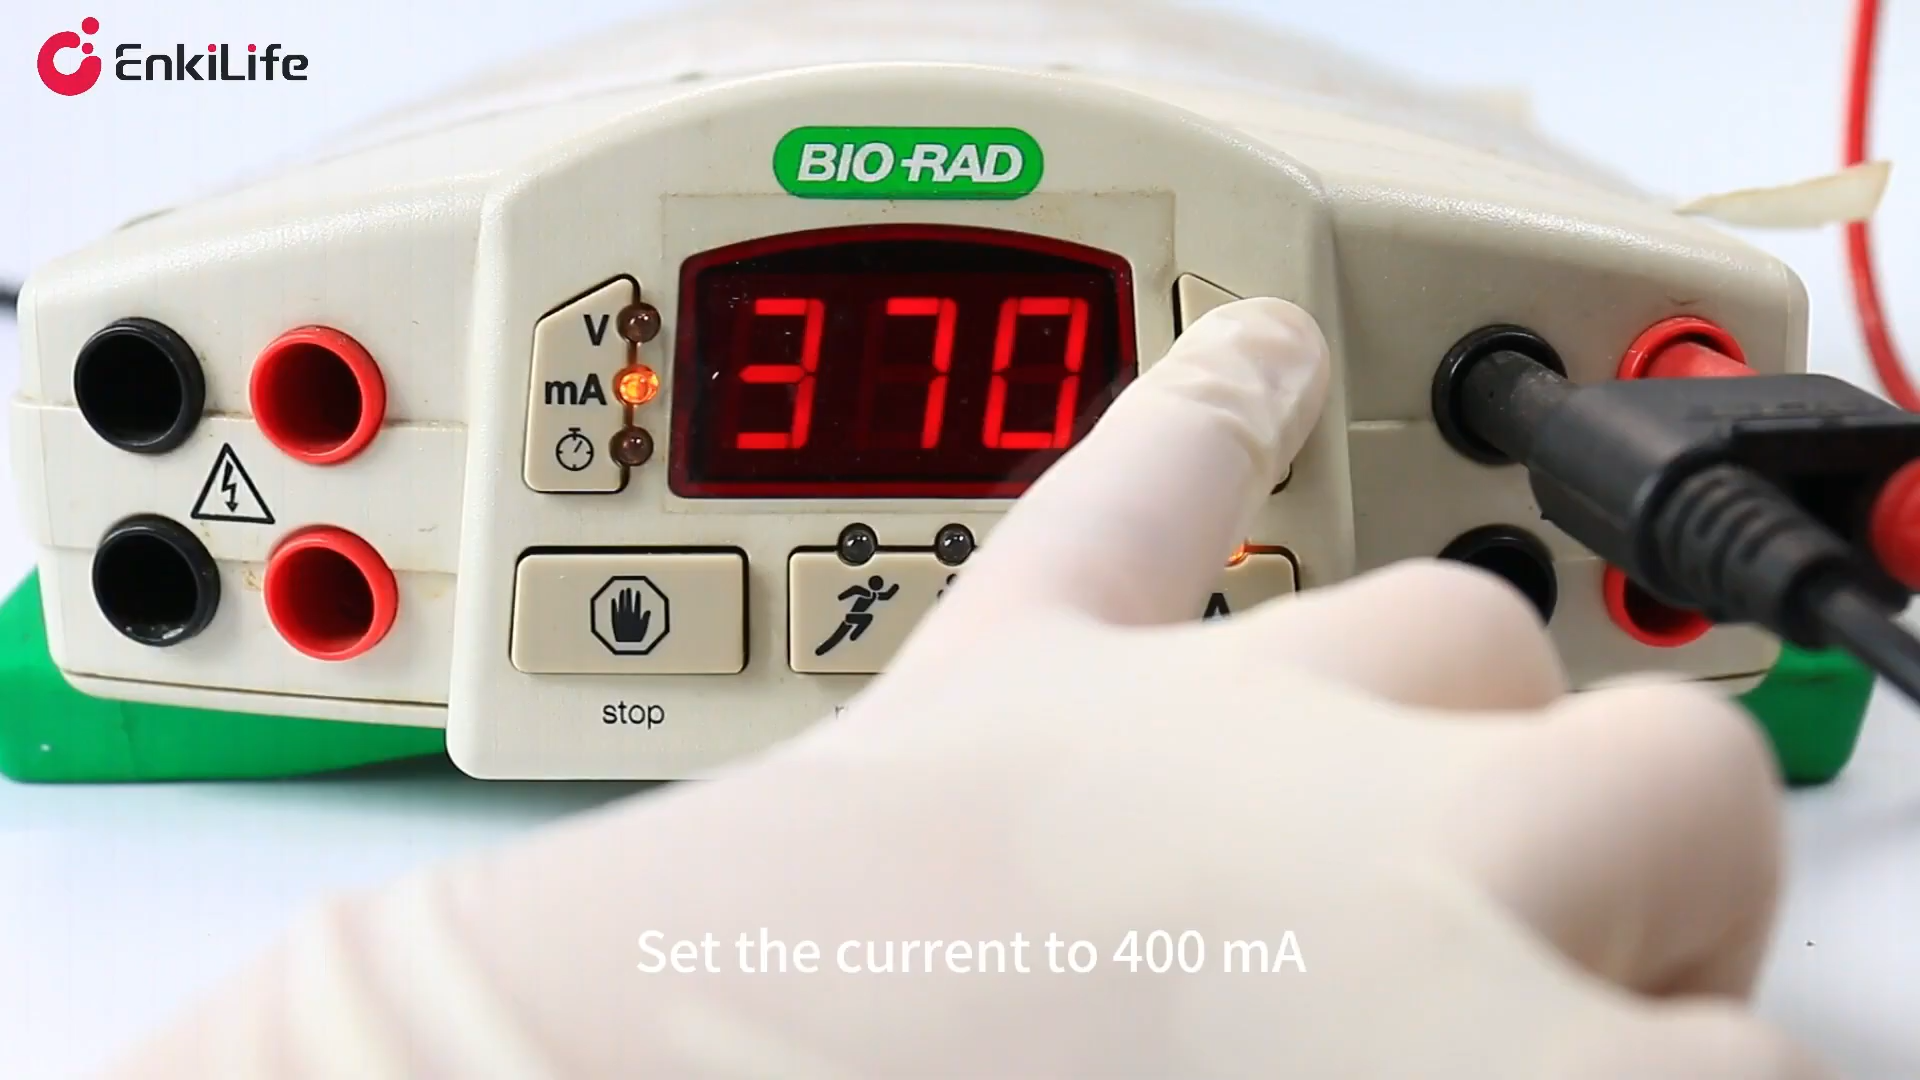 EnkiLife
BIO-RAD
V
mA
370
stop
Set the current to 400 mA